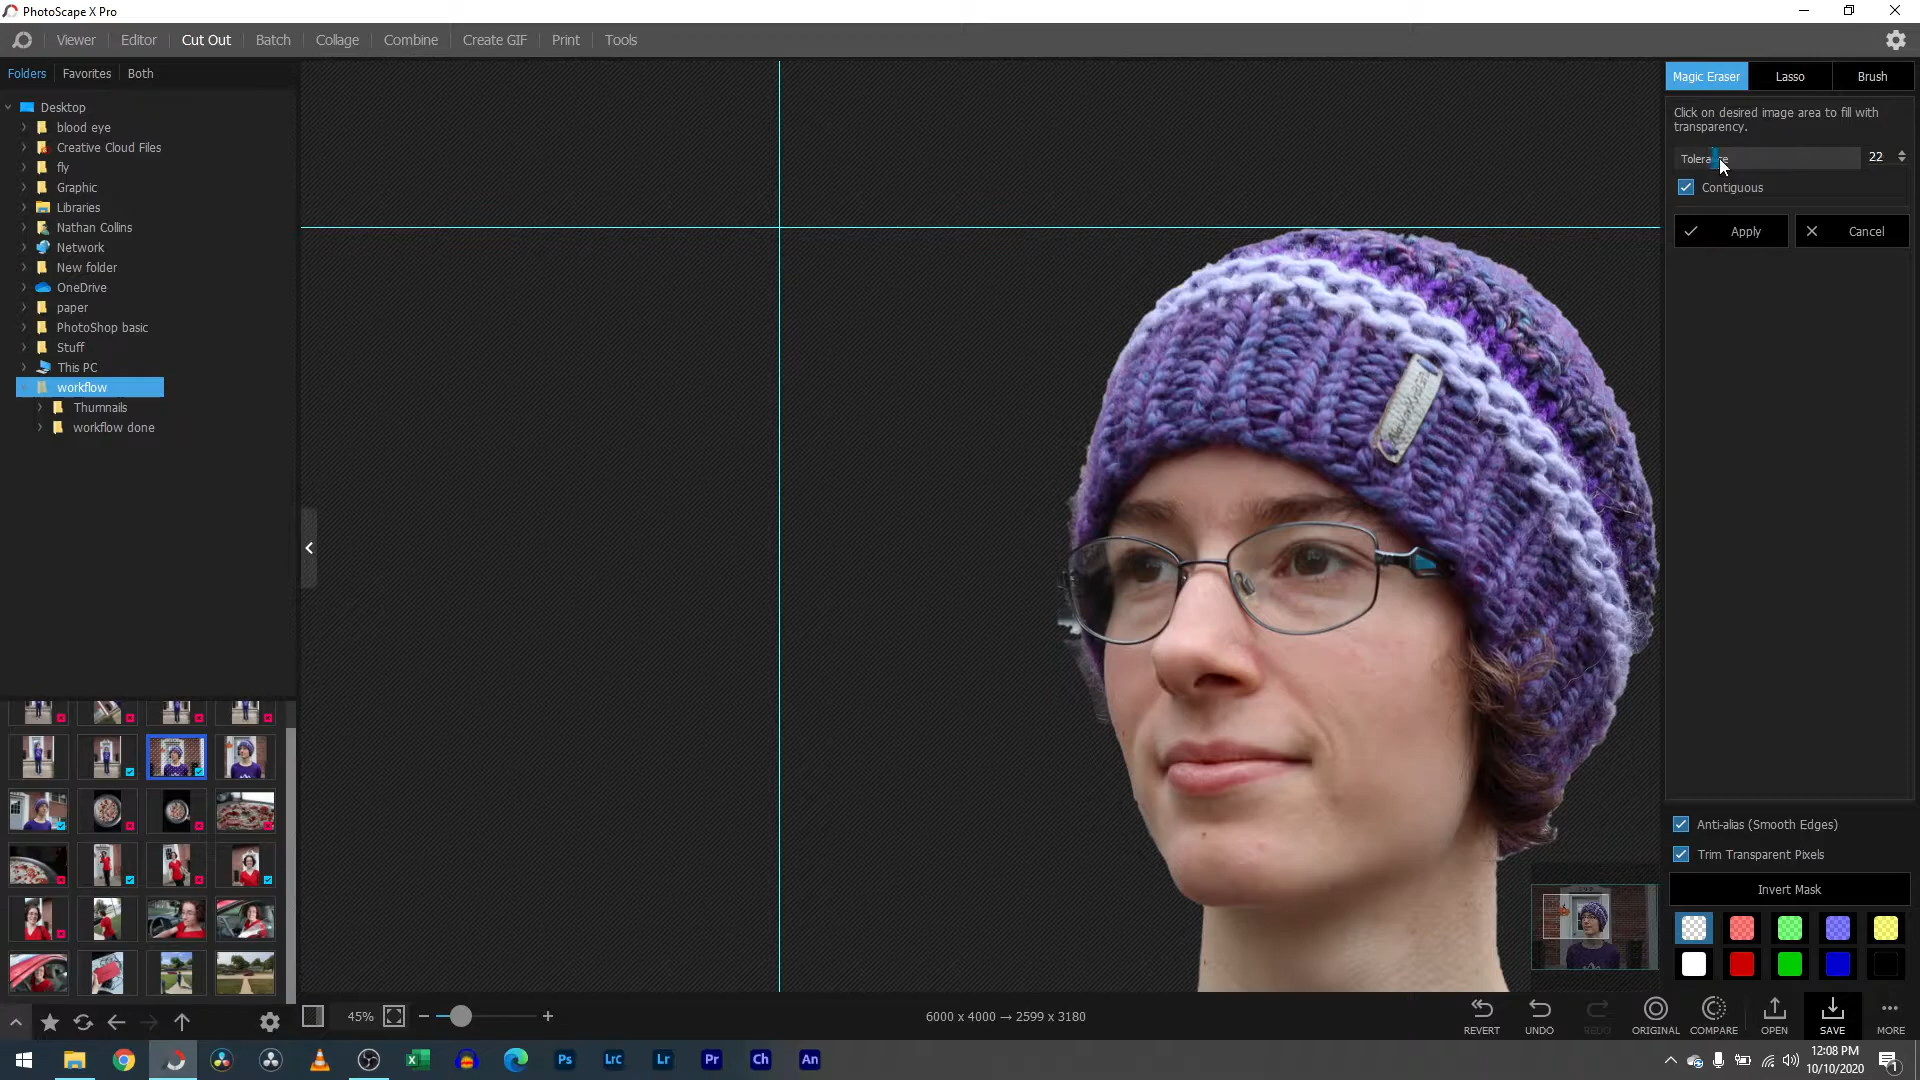 PhotoScape X Pro
Viewer Editor Cut Out Batch Collage Combine Create GIF Print Tools
Folders Favorites Both
Magic Eraser Lasso Brush
Click on desired image area to fill with
transparency.
22
Contiguous
Apply Cancel
Desktop
blood eye
Creative Cloud Files
fly
Graphic
Libraries
Nathan Collins
Network
New folder
OneDrive
paper
PhotoShop basic
Stuff
This PC
workflow
Thumnails
workflow done
Anti-alias (Smooth Edges)
Trim Transparent Pixels
Invert Mask
45%
6000 x 4000 → 2599 x 3180
REVERT UNDO REDO ORIGINAL COMPARE OPEN SAVE MORE
X Ps Lrc Lr Pr Ch An
12:08 PM
10/10/2020
1